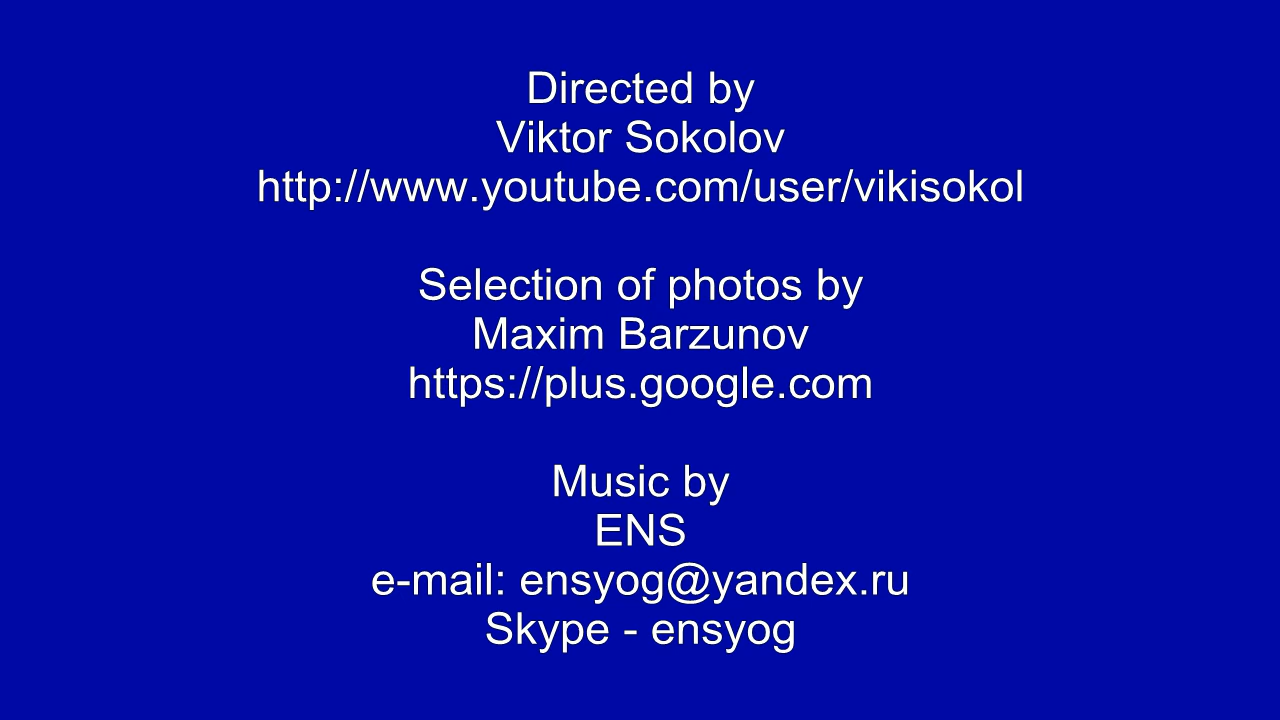 Directed by
Viktor Sokolov
http://www.youtube.com/user/vikisokol
Selection of photos by
Maxim Barzunov
https://plus.google.com
Music by
ENS
e-mail: ensyog@yandex.ru
Skype - ensyog